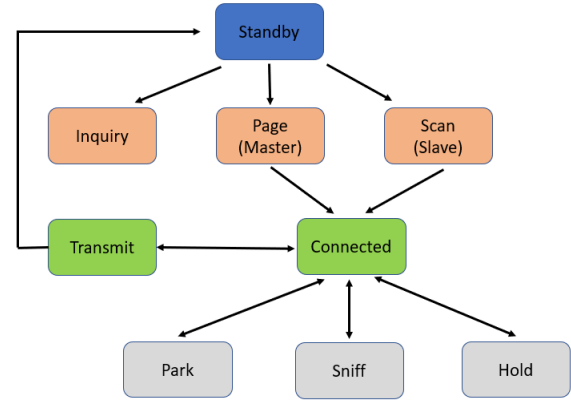 Standby
Inquiry
Page
(Master)
Scan
(Slave)
Transmit
Connected
Park
Sniff
Hold